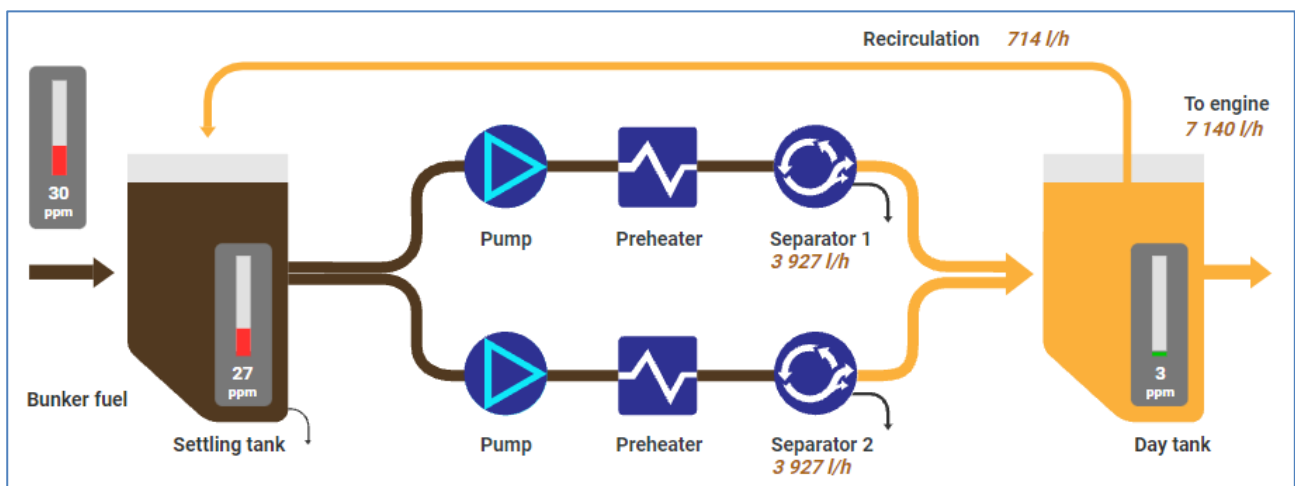 Recirculation 714 l/h
To engine
7 140 l/h
30
ppm
Pump
Preheater
Separator 1
3 927 l/h
27
ppm
3
ppm
Bunker fuel
Settling tank
Pump
Preheater
Separator 2
3 927 l/h
Day tank